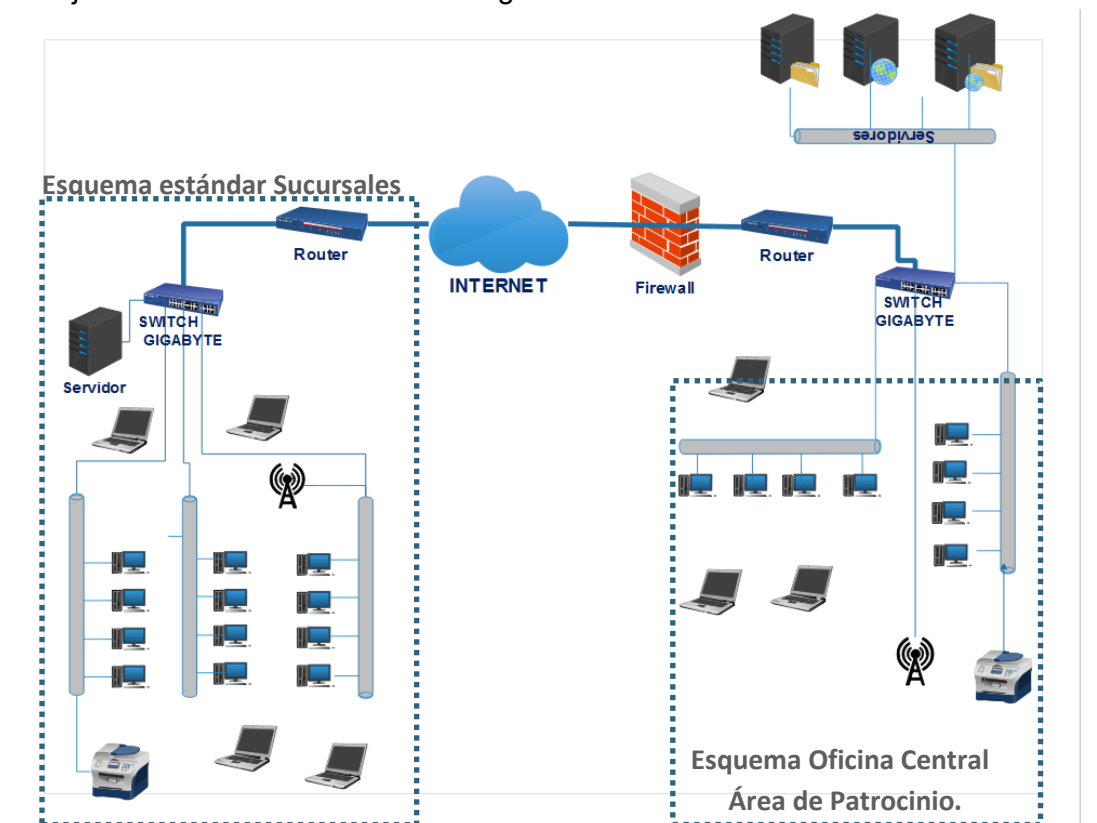 Servidores
Esquema estándar Sucursales
Router
INTERNET
Firewall
Router
SWITCH
GIGABYTE
Servidor
SWITCH
GIGABYTE
Esquema Oficina Central
Área de Patrocinio.